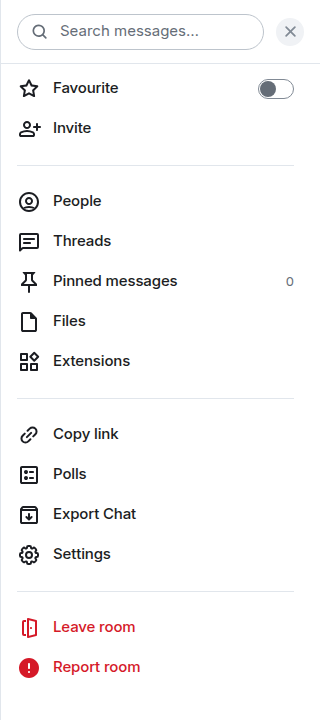 Search messages...
Favourite
Invite
People
Threads
Pinned messages 0
Files
Extensions
Copy link
Polls
Export Chat
Settings
Leave room
Report room